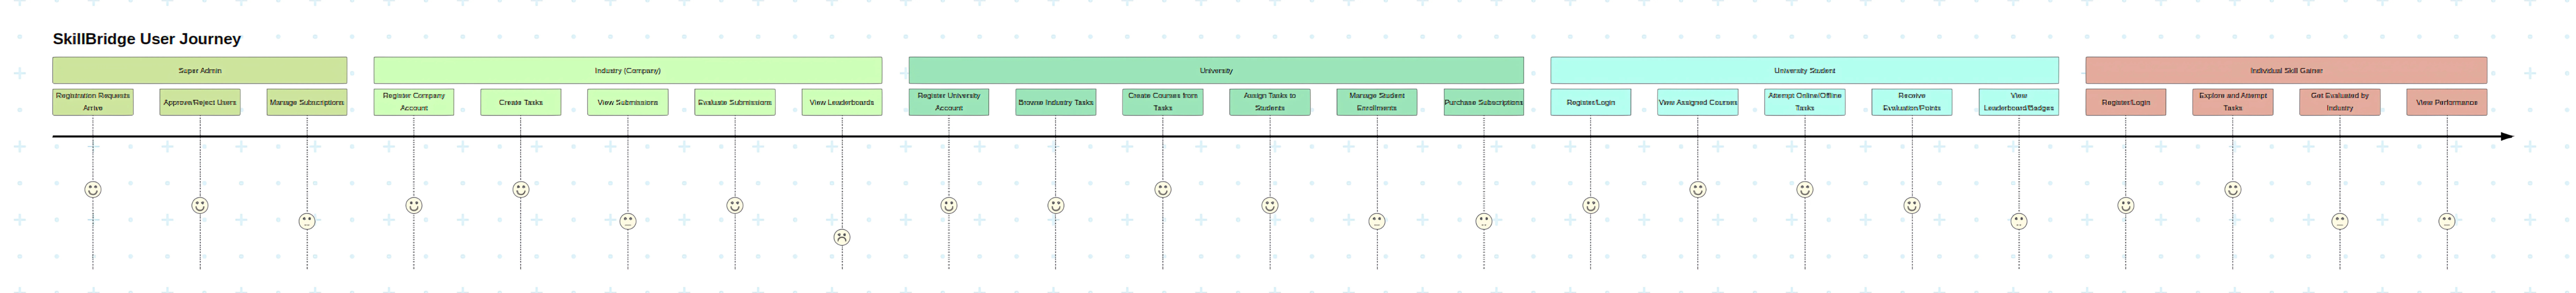 SkillBridge User Journey
Super Admin
Industry (Company)
University
University Student
Individual Skill Gainer
Registration Requests
Arrive
Approve/Reject Users
Manage Subscriptions
Register Company
Account
Create Tasks
View Submissions
Evaluate Submissions
View Leaderboards
Register University
Account
Browse Industry Tasks
Create Courses from
Tasks
Assign Tasks to
Students
Manage Student
Enrollments
Purchase Subscriptions
Register/Login
View Assigned Courses
Attempt Online/Offline
Tasks
Receive
Evaluation/Points
View
Leaderboard/Badges
Register/Login
Explore and Attempt
Tasks
Get Evaluated by
Industry
View Performance